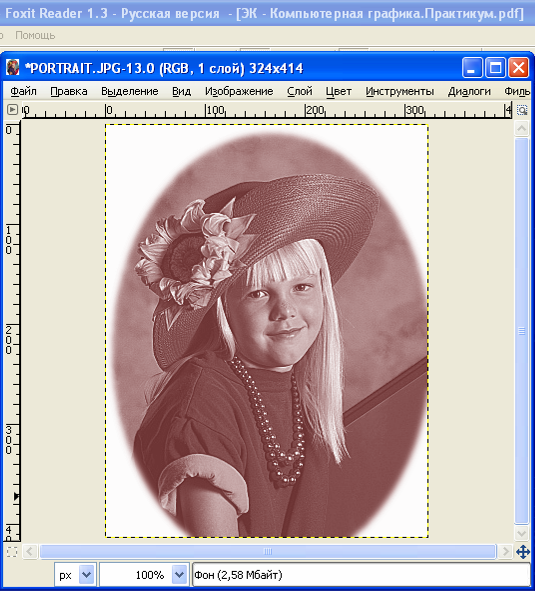 Foxit Reader 1.3 - Русская версия - [ЭК - Компьютерная графика.Практикум.pdf]
Помощь
*PORTRAIT.JPG-13.0 (RGB, 1 слой) 324x414
Файл Правка Выделение Вид Изображение Слой Цвет Инструменты Диалоги Филь
0 100 200 300 4
0
100
200
300
4
px 100% Фон (2,58 Мбайт)